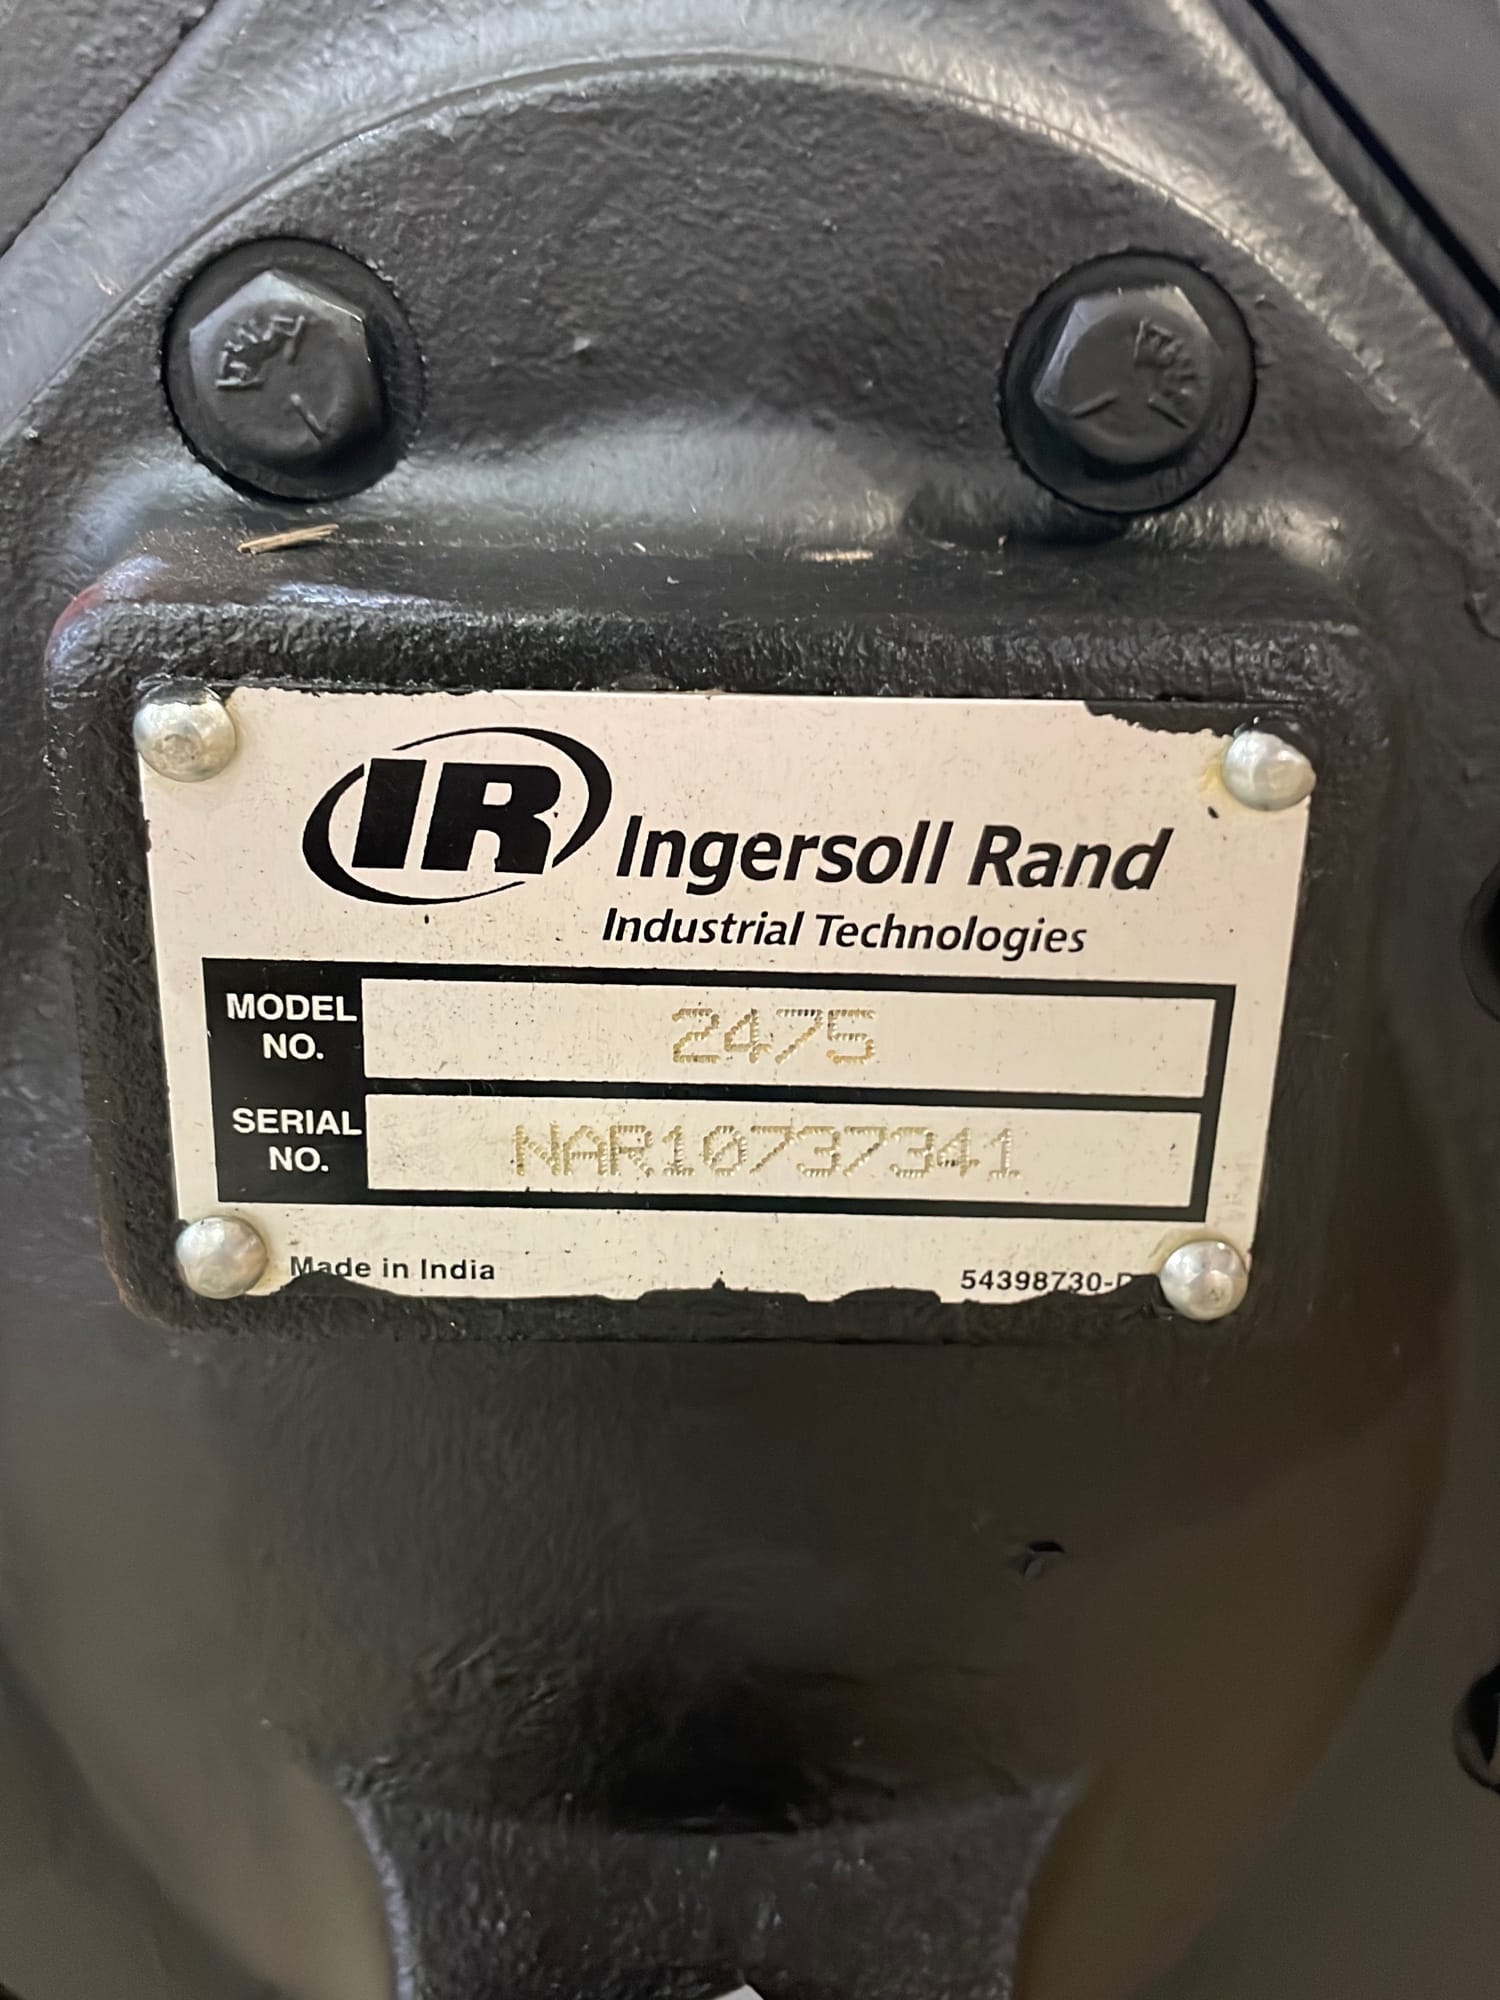 IR Ingersoll Rand
Industrial Technologies
MODEL NO. 2475
SERIAL NO. NAR10737341
Made in India
54398730-